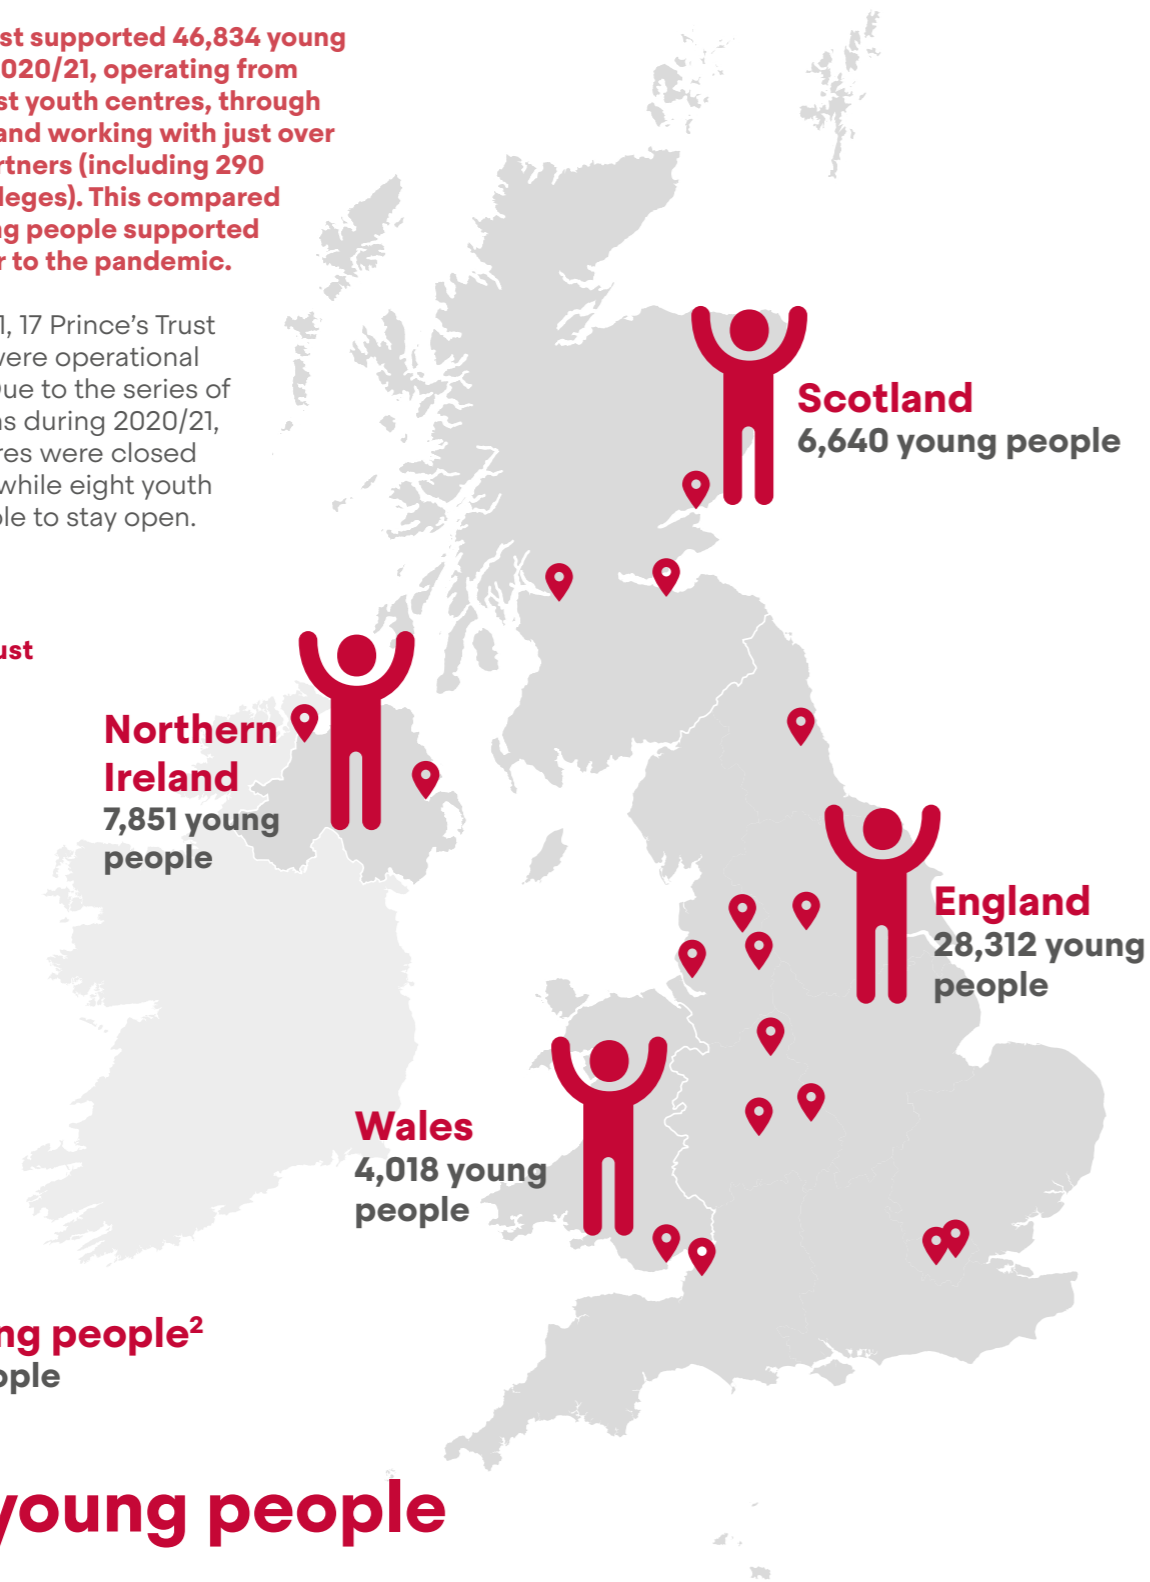 st supported 46,834 young
020/21, operating from
st youth centres, through
and working with just over
rtners (including 290
leges). This compared
ng people supported
r to the pandemic.
1, 17 Prince's Trust
were operational
Due to the series of
ns during 2020/21,
res were closed
while eight youth
ble to stay open.
Scotland
6,640 young people
ust
Northern
Ireland
7,851 young
people
England
28,312 young
people
Wales
4,018 young
people
ng people²
ople
young people